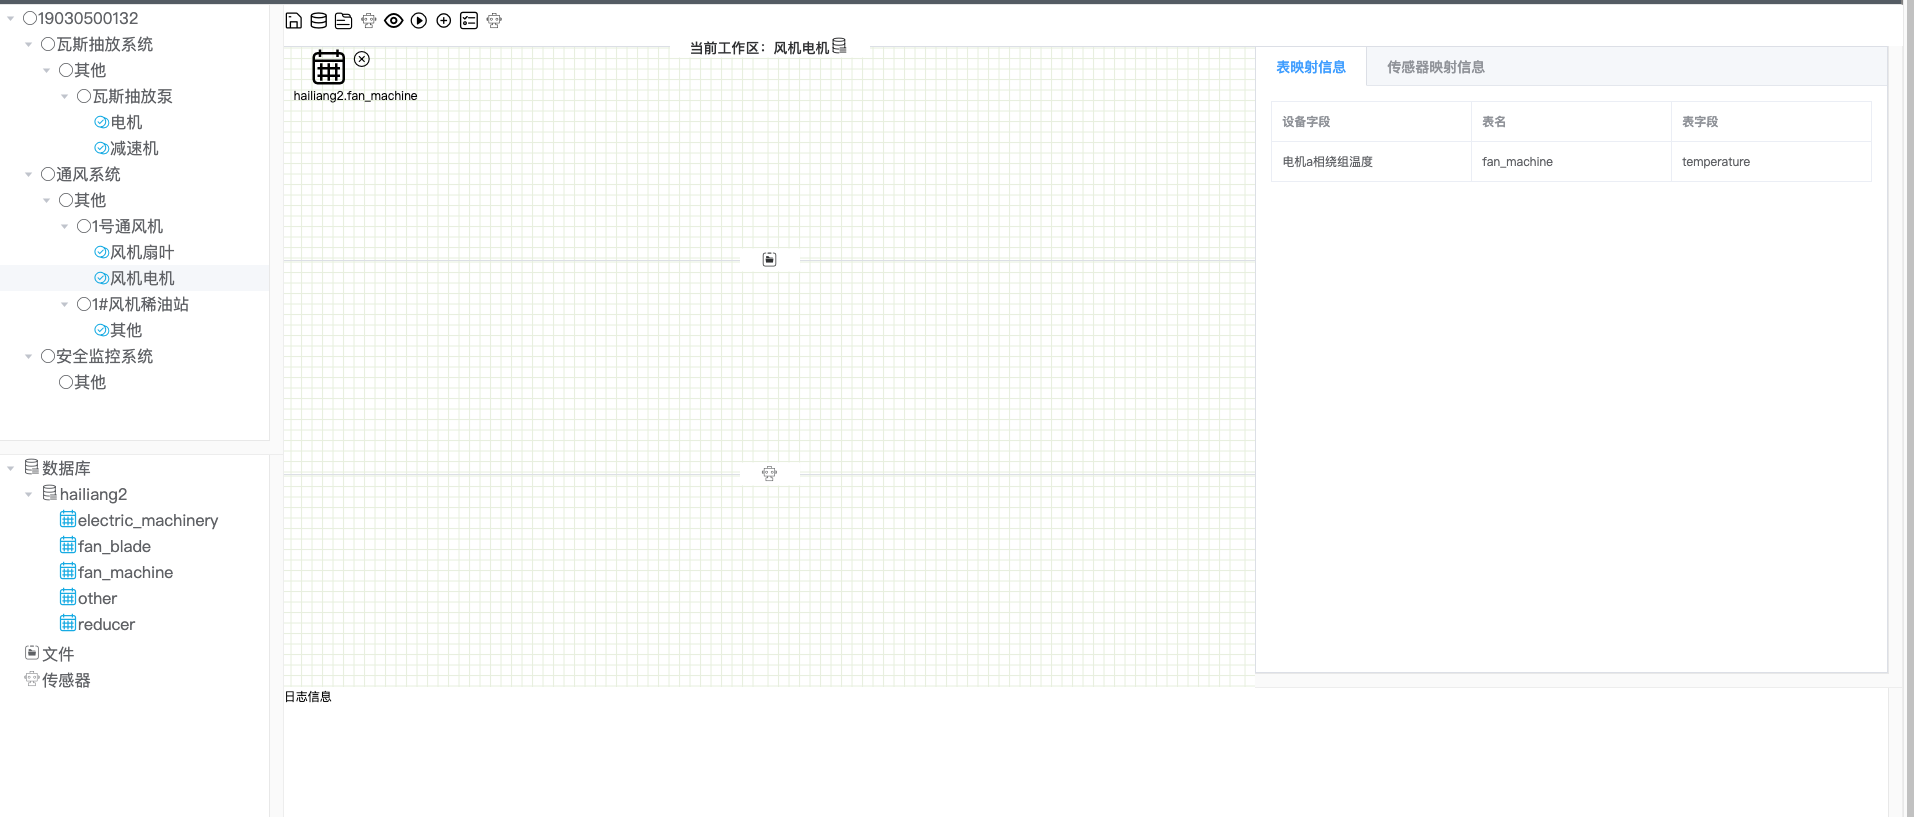 19030500132
瓦斯抽放系统
其他
瓦斯抽放泵
电机
减速机
通风系统
其他
1号通风机
风机扇叶
风机电机
1#风机稀油站
其他
安全监控系统
其他
数据库
hailiang2
electric_machinery
fan_blade
fan_machine
other
reducer
文件
传感器
当前工作区：风机电机
hailiang2.fan_machine
日志信息
表映射信息 传感器映射信息
设备字段 表名 表字段
电机a相绕组温度 fan_machine temperature